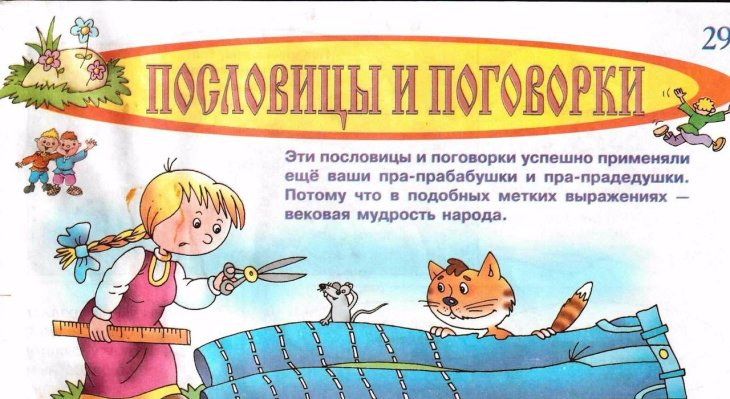 29
ПОСЛОВИЦЫ И ПОГОВОРКИ
Эти пословицы и поговорки успешно применяли
ещё ваши пра-прабабушки и пра-прадедушки.
Потому что в подобных метких выражениях —
вековая мудрость народа.